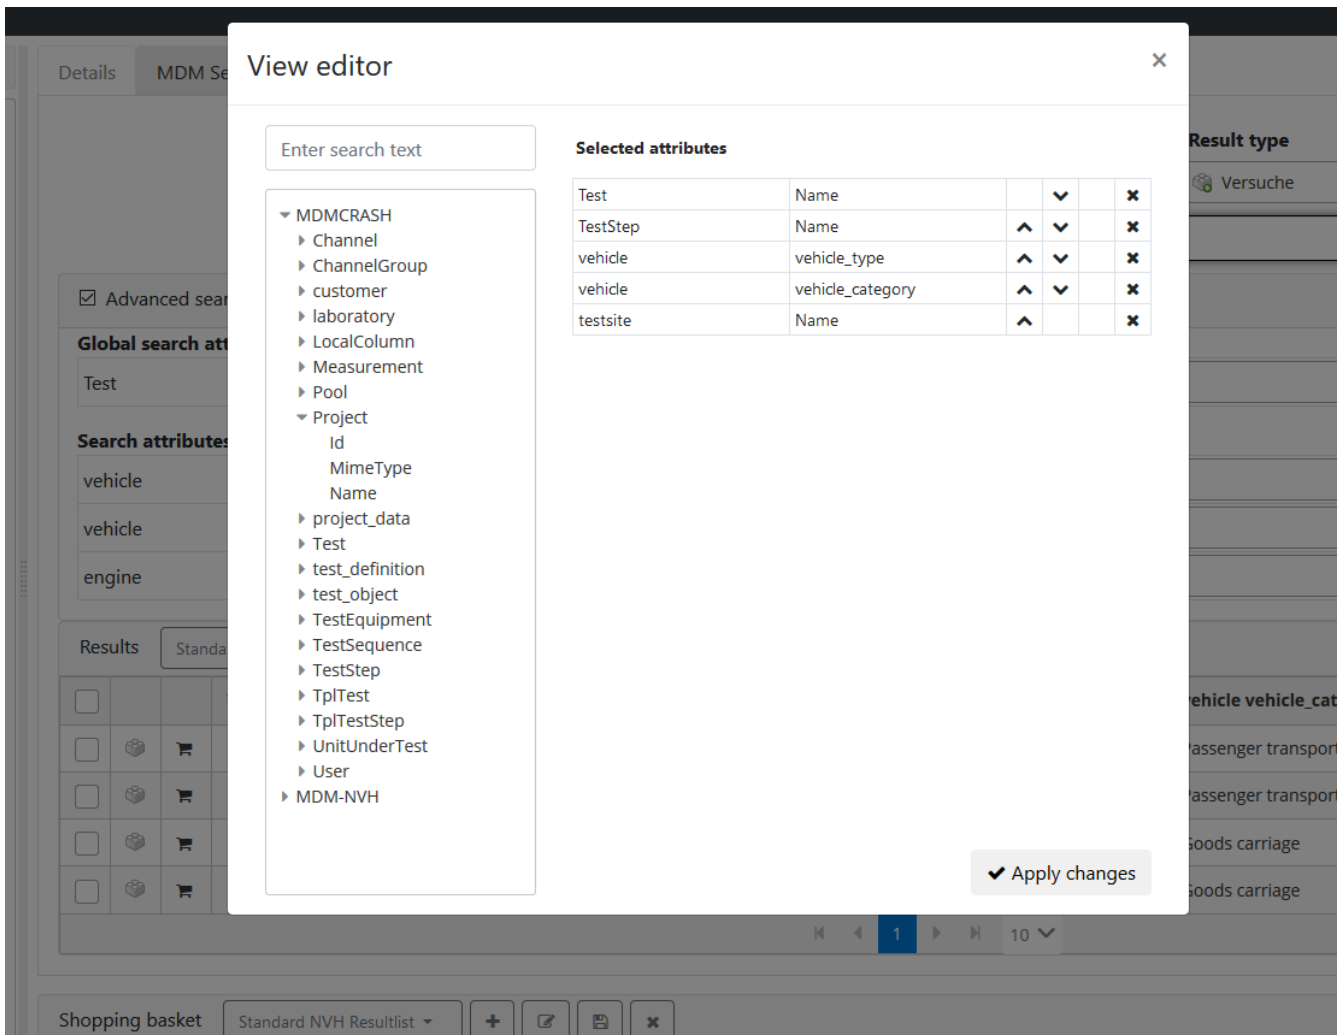 Details MDM Se
View editor
×
Result type
Versuche
Enter search text
Selected attributes
Test Name
TestStep Name
vehicle vehicle_type
vehicle vehicle_category
testsite Name
MDMCRASH
Channel
ChannelGroup
customer
laboratory
LocalColumn
Measurement
Pool
Project
Id
MimeType
Name
project_data
Test
test_definition
test_object
TestEquipment
TestSequence
TestStep
TplTest
TplTestStep
UnitUnderTest
User
MDM-NVH
Apply changes
Advanced sear
Global search att
Test
Search attributes
vehicle
vehicle
engine
Results Standa
ehicle vehicle_cat
assenger transport
assenger transport
Goods carriage
Goods carriage
1 10
Shopping basket Standard NVH Resultlist